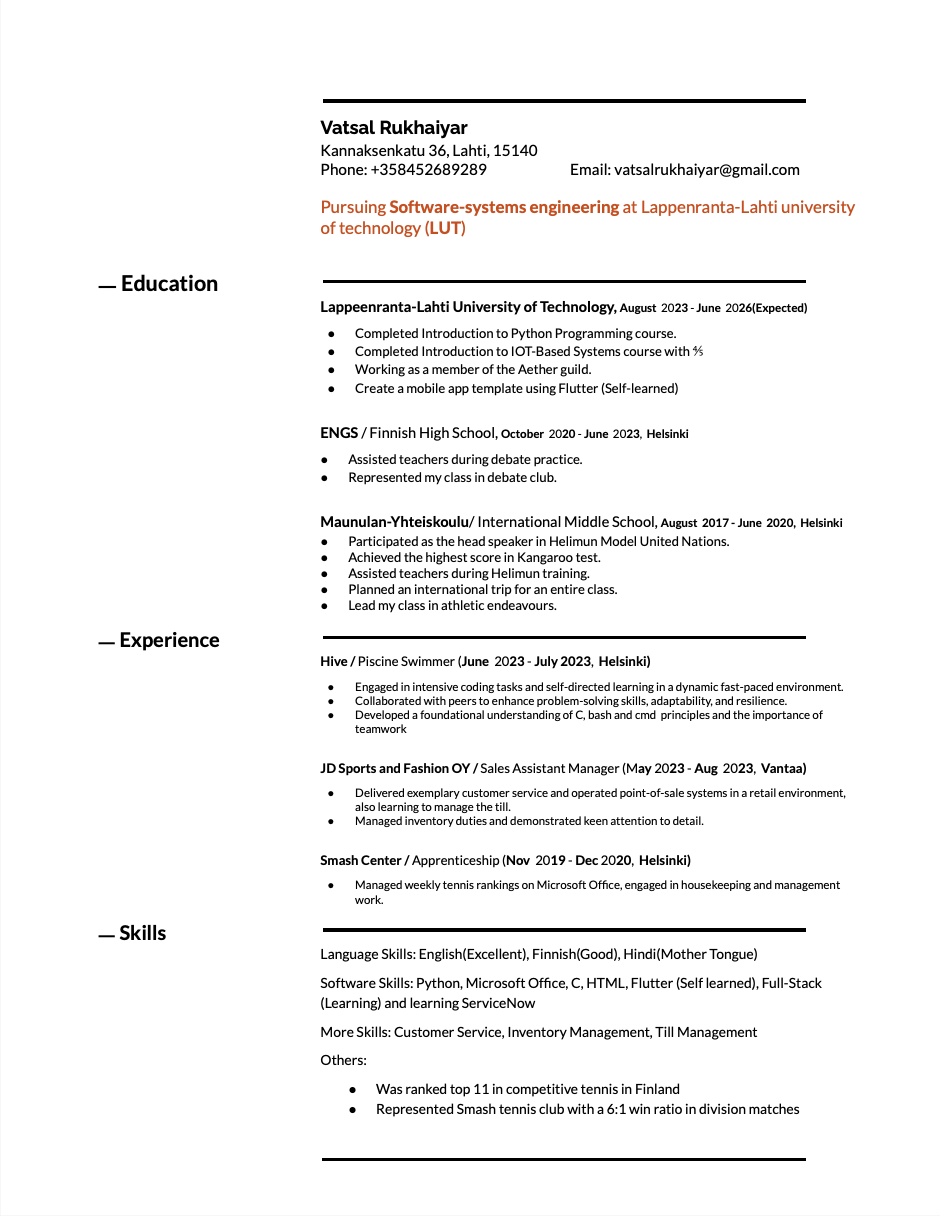 Vatsal Rukhaiyar
Kannaksenkatu 36, Lahti, 15140
Phone: +358452689289 Email: vatsalrukhaiyar@gmail.com
Pursuing Software-systems engineering at Lappenranta-Lahti university
of technology (LUT)
— Education
Lappeenranta-Lahti University of Technology, August 2023 - June 2026(Expected)
● Completed Introduction to Python Programming course.
● Completed Introduction to IOT-Based Systems course with ⅘
● Working as a member of the Aether guild.
● Create a mobile app template using Flutter (Self-learned)
ENGS / Finnish High School, October 2020 - June 2023, Helsinki
● Assisted teachers during debate practice.
● Represented my class in debate club.
Maunulan-Yhteiskoulu/ International Middle School, August 2017 - June 2020, Helsinki
● Participated as the head speaker in Helimun Model United Nations.
● Achieved the highest score in Kangaroo test.
● Assisted teachers during Helimun training.
● Planned an international trip for an entire class.
● Lead my class in athletic endeavours.
— Experience
Hive / Piscine Swimmer (June 2023 - July 2023, Helsinki)
● Engaged in intensive coding tasks and self-directed learning in a dynamic fast-paced environment.
● Collaborated with peers to enhance problem-solving skills, adaptability, and resilience.
● Developed a foundational understanding of C, bash and cmd principles and the importance of
teamwork
JD Sports and Fashion OY / Sales Assistant Manager (May 2023 - Aug 2023, Vantaa)
● Delivered exemplary customer service and operated point-of-sale systems in a retail environment,
also learning to manage the till.
● Managed inventory duties and demonstrated keen attention to detail.
Smash Center / Apprenticeship (Nov 2019 - Dec 2020, Helsinki)
● Managed weekly tennis rankings on Microsoft Office, engaged in housekeeping and management
work.
— Skills
Language Skills: English(Excellent), Finnish(Good), Hindi(Mother Tongue)
Software Skills: Python, Microsoft Office, C, HTML, Flutter (Self learned), Full-Stack
(Learning) and learning ServiceNow
More Skills: Customer Service, Inventory Management, Till Management
Others:
● Was ranked top 11 in competitive tennis in Finland
● Represented Smash tennis club with a 6:1 win ratio in division matches